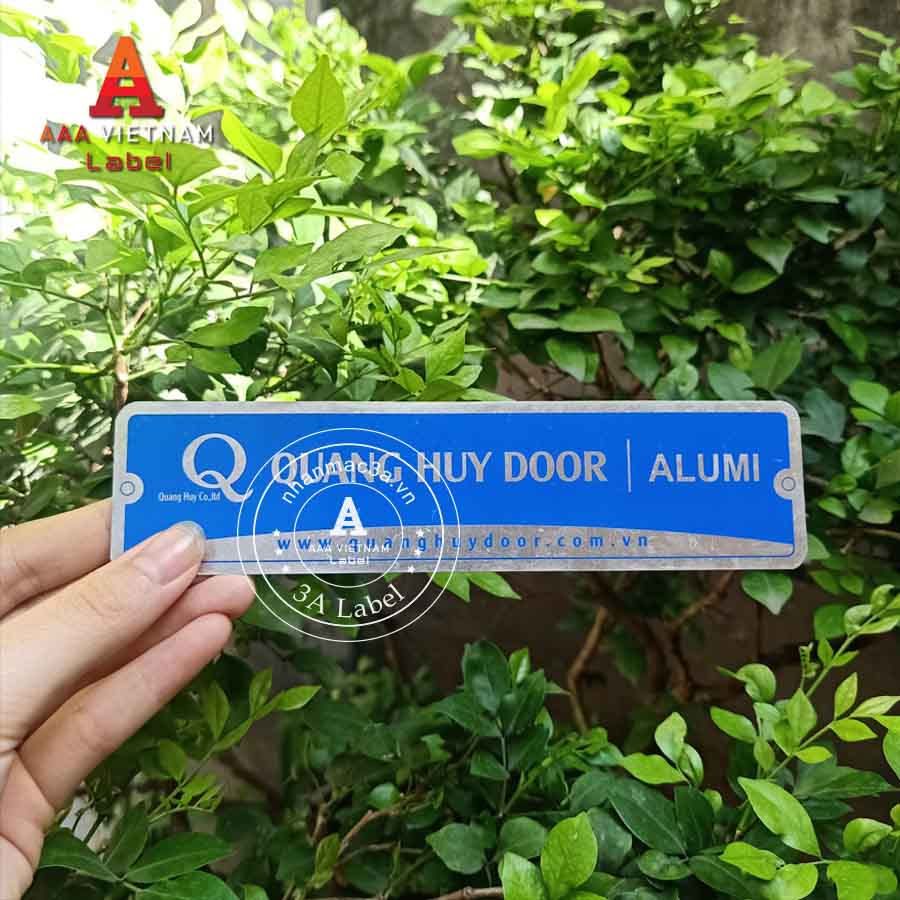 A
AAA VIETNAM
Label
Q QUANG HUY DOOR | ALUMI
Quang Huy Co.,ltd
www.quanghuydoor.com.vn
nhanmac3a.vn
A
AAA VIETNAM
Label
3A Label